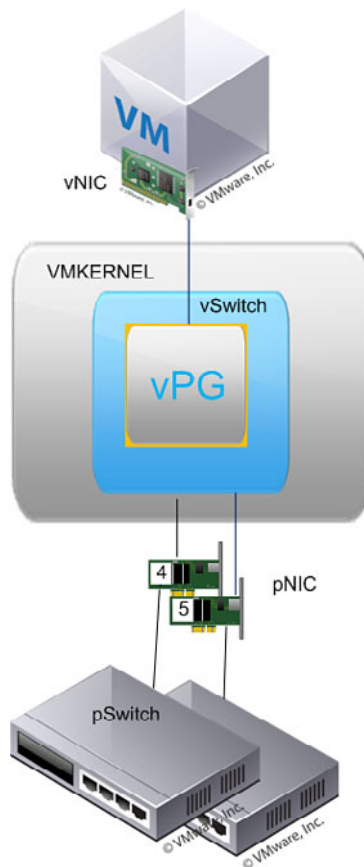 VM
vNIC
© VMware, Inc.
VMKERNEL
vSwitch
vPG
4
pNIC
5
pSwitch
© VMware, Inc.
© VMware, Inc.